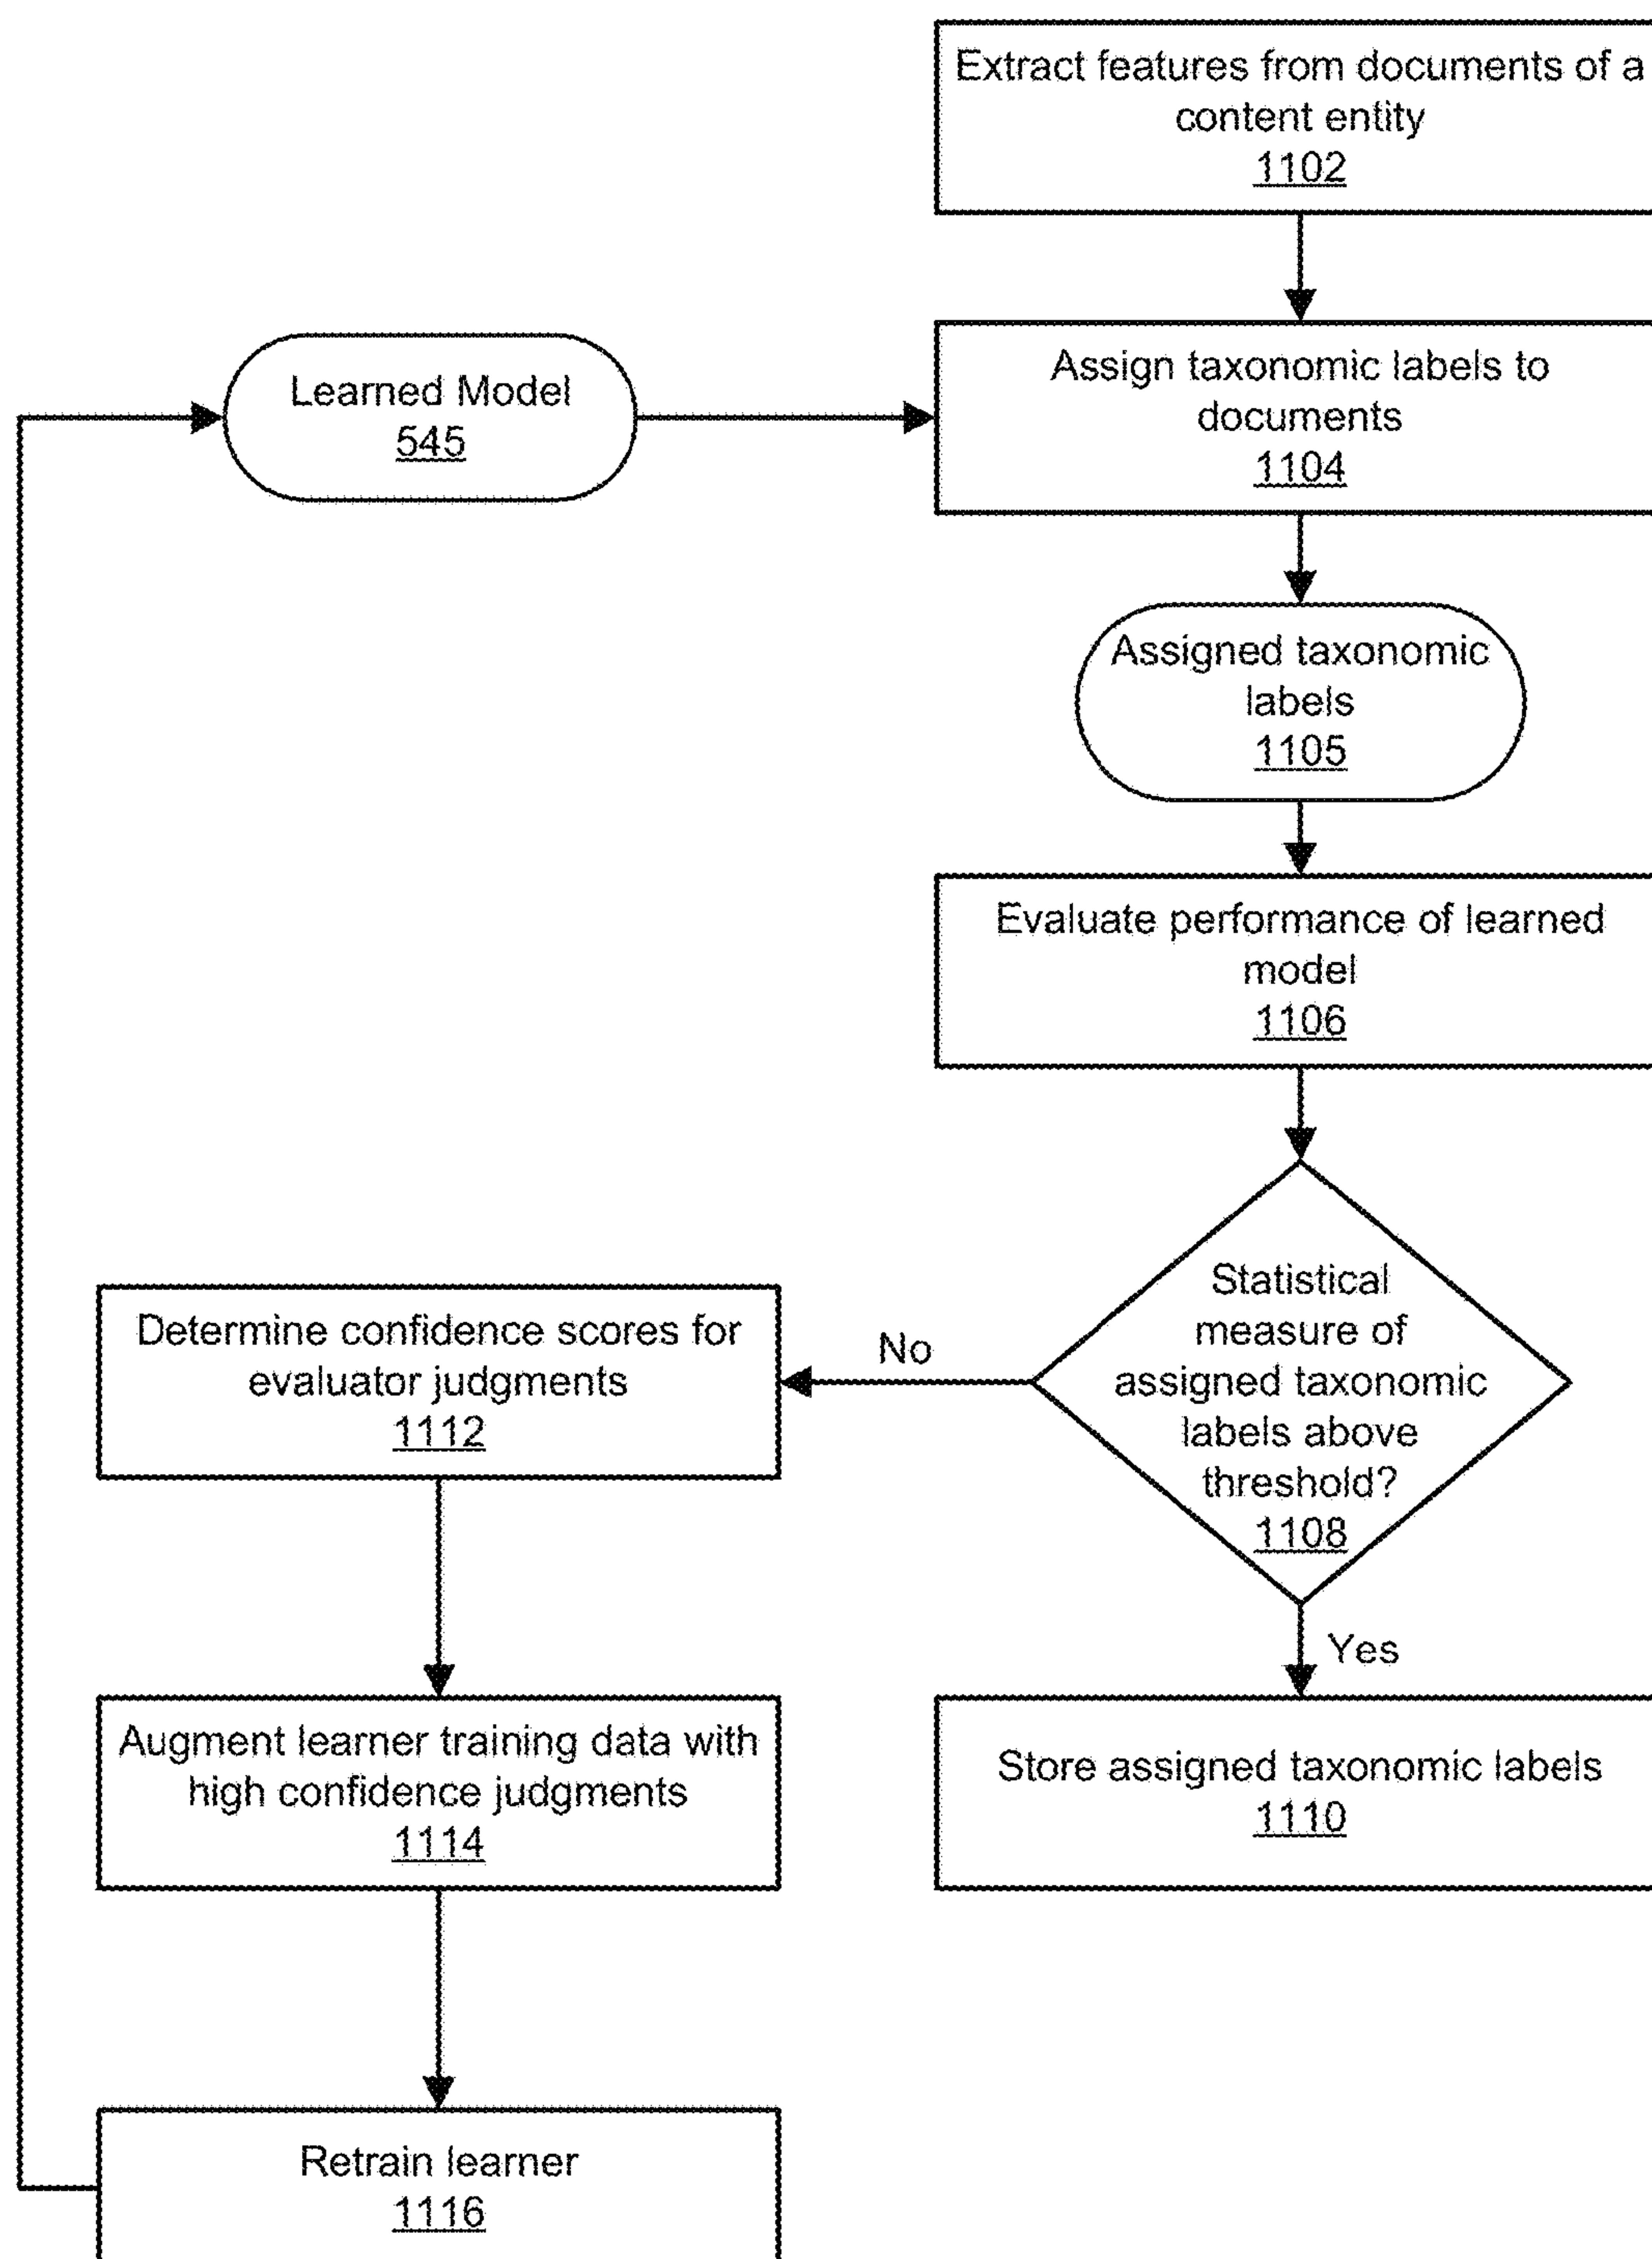 Extract features from documents of a
content entity
1102
Learned Model
545
Assign taxonomic labels to
documents
1104
Assigned taxonomic
labels
1105
Evaluate performance of learned
model
1106
Statistical
measure of
assigned taxonomic
labels above
threshold?
1108
No
Determine confidence scores for
evaluator judgments
1112
Yes
Augment learner training data with
high confidence judgments
1114
Store assigned taxonomic labels
1110
Retrain learner
1116